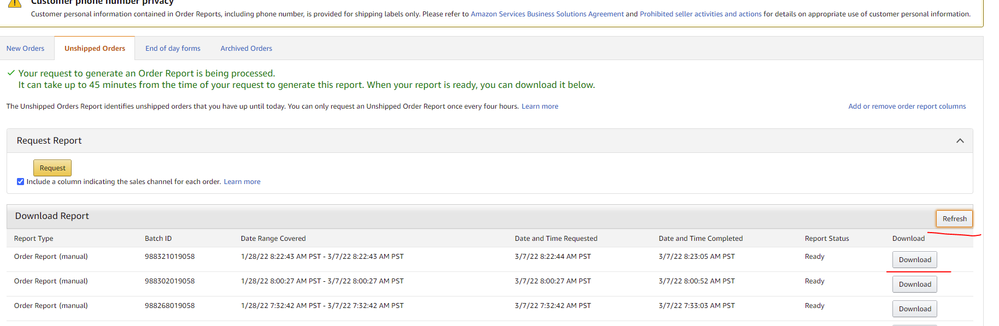 Customer phone number privacy
Customer personal information contained in Order Reports, including phone number, is provided for shipping labels only. Please refer to Amazon Services Business Solutions Agreement and Prohibited seller activities and actions for details on appropriate use of customer personal information.
New Orders Unshipped Orders End of day forms Archived Orders
Your request to generate an Order Report is being processed.
It can take up to 45 minutes from the time of your request to generate this report. When your report is ready, you can download it below.
The Unshipped Orders Report identifies unshipped orders that you have up until today. You can only request an Unshipped Order Report once every four hours. Learn more Add or remove order report columns
Request Report
Request
Include a column indicating the sales channel for each order. Learn more
Download Report Refresh
Report Type Batch ID Date Range Covered Date and Time Requested Date and Time Completed Report Status Download
Order Report (manual) 988321019058 1/28/22 8:22:43 AM PST - 3/7/22 8:22:43 AM PST 3/7/22 8:22:44 AM PST 3/7/22 8:23:05 AM PST Ready Download
Order Report (manual) 988302019058 1/28/22 8:00:27 AM PST - 3/7/22 8:00:27 AM PST 3/7/22 8:00:27 AM PST 3/7/22 8:00:52 AM PST Ready Download
Order Report (manual) 988268019058 1/28/22 7:32:42 AM PST - 3/7/22 7:32:42 AM PST 3/7/22 7:32:42 AM PST 3/7/22 7:33:03 AM PST Ready Download